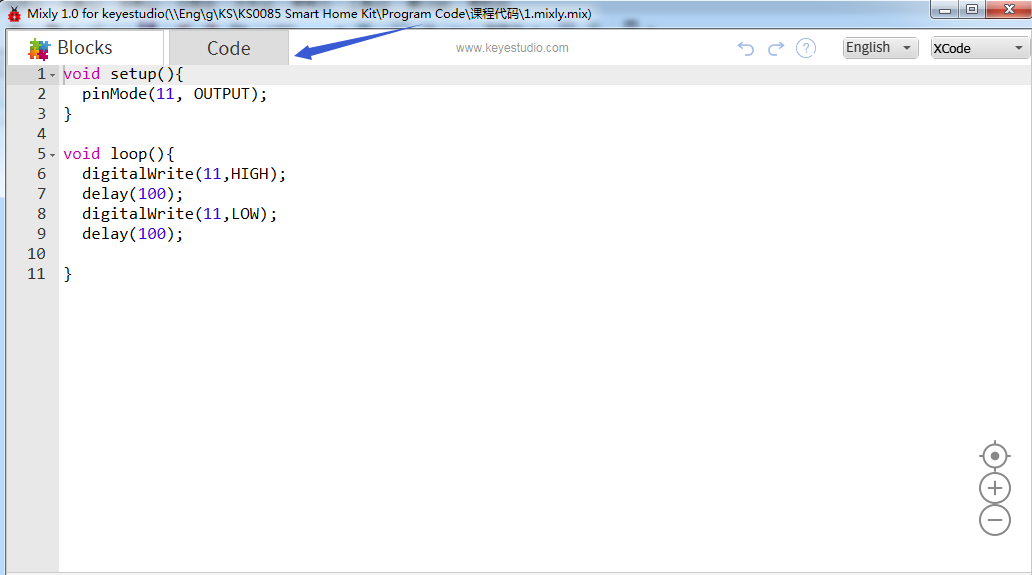 Mixly 1.0 for keyestudio(\\Eng\g\KS\KS0085 Smart Home Kit\Program Code\课程代码\1.mixly.mix)
Blocks Code www.keyestudio.com ? English XCode
1 void setup(){
2 pinMode(11, OUTPUT);
3 }
4
5 void loop(){
6 digitalWrite(11,HIGH);
7 delay(100);
8 digitalWrite(11,LOW);
9 delay(100);
10
11 }